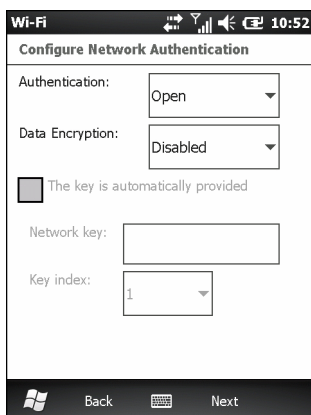 Wi-Fi 10:52
Configure Network Authentication
Authentication: Open
Data Encryption: Disabled
The key is automatically provided
Network key:
Key index: 1
Back Next